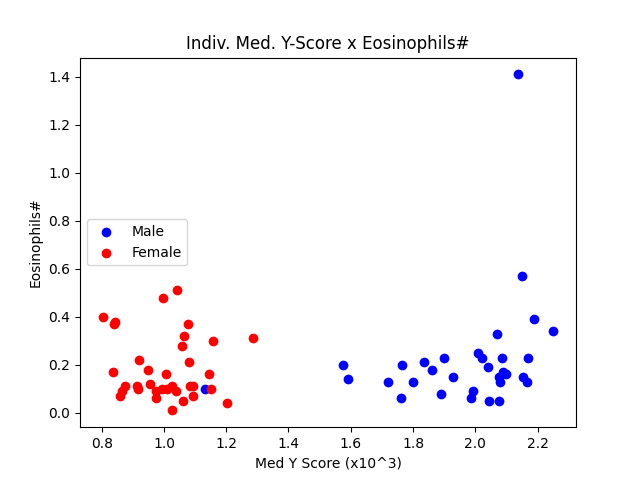 Indiv. Med. Y-Score x Eosinophils#
1.4
1.2
1.0
0.8
0.6
0.4
0.2
0.0
Eosinophils#
Male
Female
0.8 1.0 1.2 1.4 1.6 1.8 2.0 2.2
Med Y Score (x10^3)